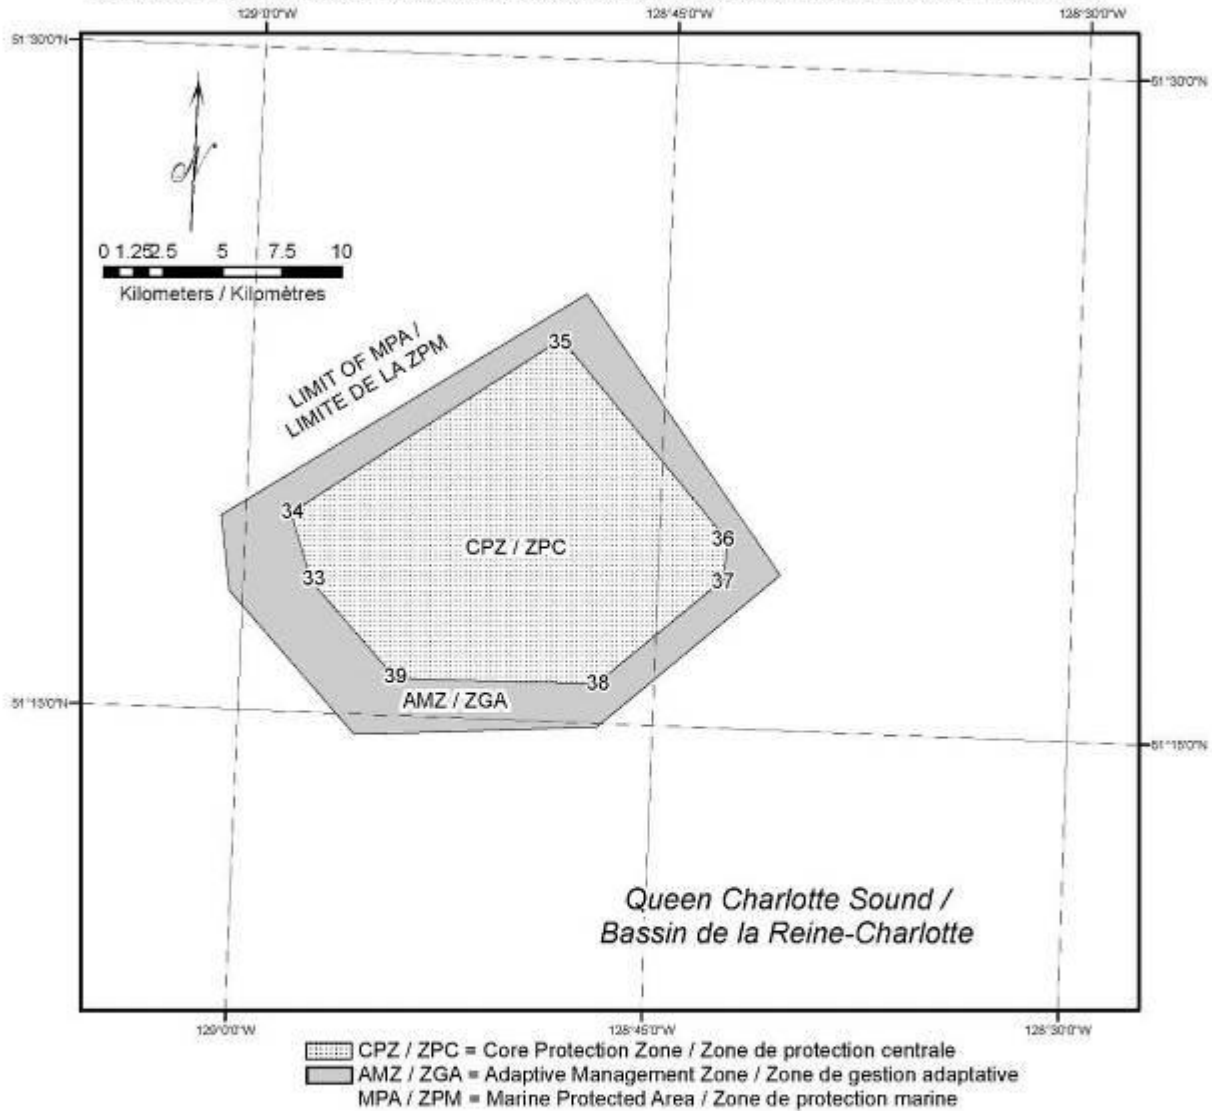 129°0'0"W
128°45'0"W
128°30'0"W
51°30'0"N
51°30'0"N
0 1.25 2.5 5 7.5 10
Kilometers / Kilomètres
LIMIT OF MPA /
LIMITE DE LA ZPM
35
34
36
CPZ / ZPC
33
37
39
38
AMZ / ZGA
51°15'0"N
51°15'0"N
Queen Charlotte Sound /
Bassin de la Reine-Charlotte
129°0'0"W
128°45'0"W
128°30'0"W
CPZ / ZPC = Core Protection Zone / Zone de protection centrale
AMZ / ZGA = Adaptive Management Zone / Zone de gestion adaptative
MPA / ZPM = Marine Protected Area / Zone de protection marine